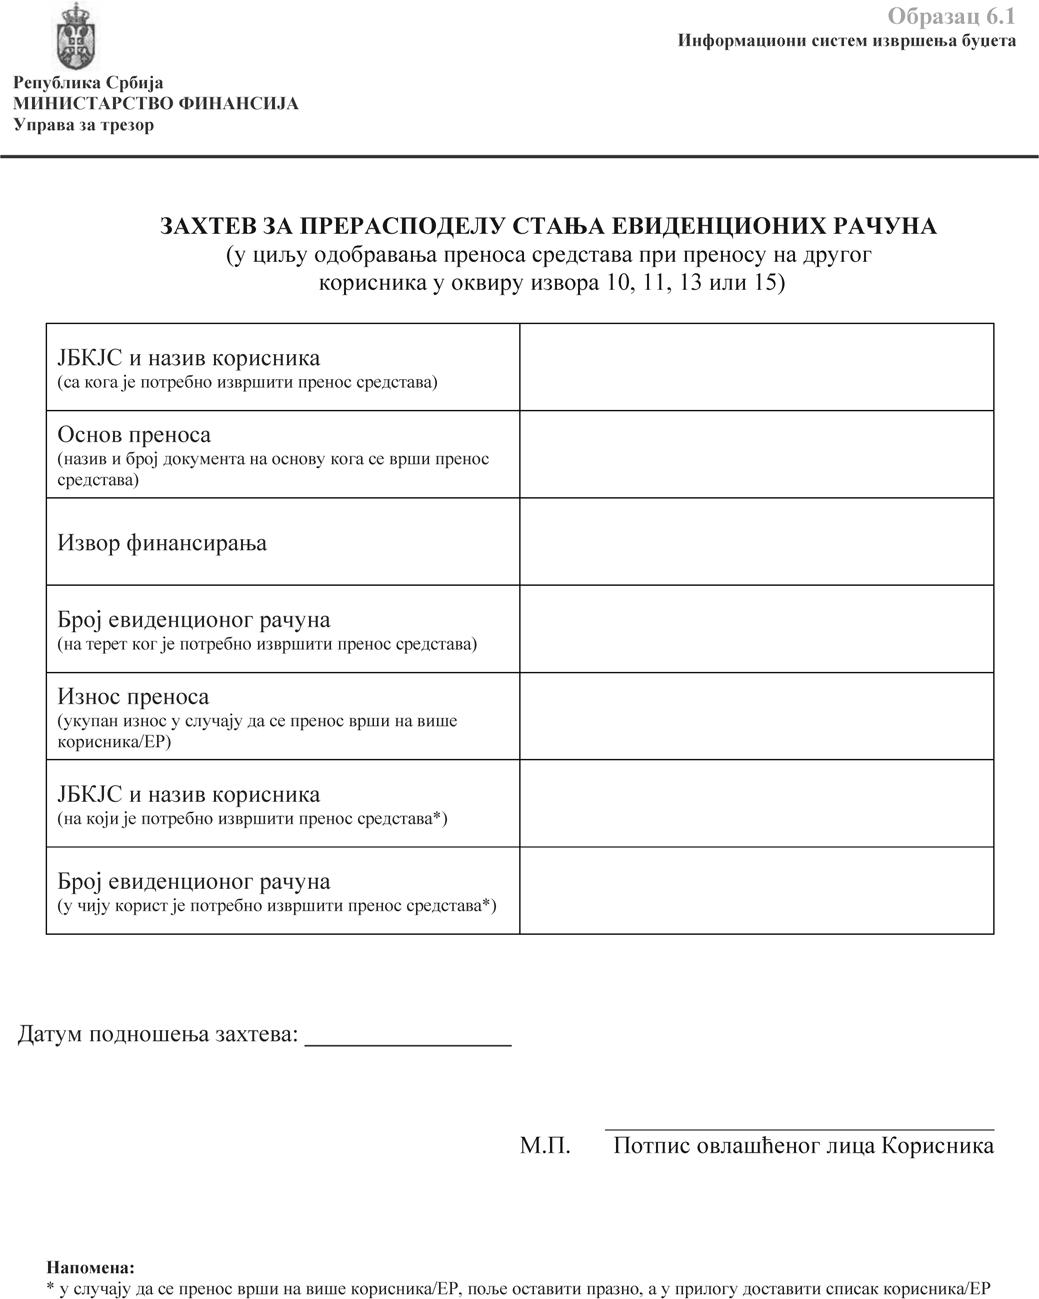 Образац 6.1
Информациони систем извршења буџета
Република Србија
МИНИСТАРСТВО ФИНАНСИЈА
Управа за трезор
ЗАХТЕВ ЗА ПРЕРАСПОДЕЛУ СТАЊА ЕВИДЕНЦИОНИХ РАЧУНА
(у циљу одобравања преноса средстава при преносу на другог
корисника у оквиру извора 10, 11, 13 или 15)
ЈБКЈС и назив корисника
(са кога је потребно извршити пренос средстава)
Основ преноса
(назив и број документа на основу кога се врши пренос
средстава)
Извор финансирања
Број евиденционог рачуна
(на терет ког је потребно извршити пренос средстава)
Износ преноса
(укупан износ у случају да се пренос врши на више
корисника/ЕР)
ЈБКЈС и назив корисника
(на који је потребно извршити пренос средстава*)
Број евиденционог рачуна
(у чију корист је потребно извршити пренос средстава*)
Датум подношења захтева: _________________
М.П. Потпис овлашћеног лица Корисника
Напомена:
* у случају да се пренос врши на више корисника/ЕР, поље оставити празно, а у прилогу доставити списак корисника/ЕР